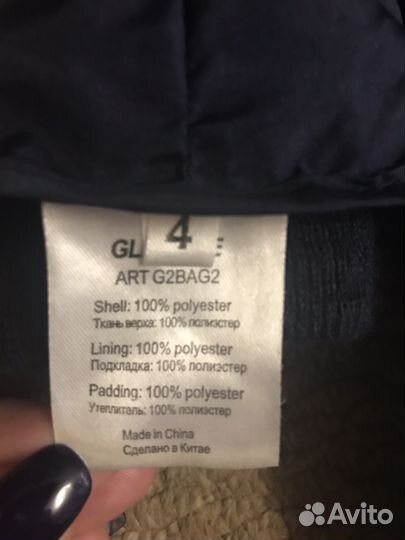 4
ART G2BAG2
Shell: 100% polyester
Ткань верха: 100% полиэстер
Lining: 100% polyester
Подкладка: 100% полиэстер
Padding: 100% polyester
Утеплитель: 100% полиэстер
Made in China
Сделано в Китае
Avito